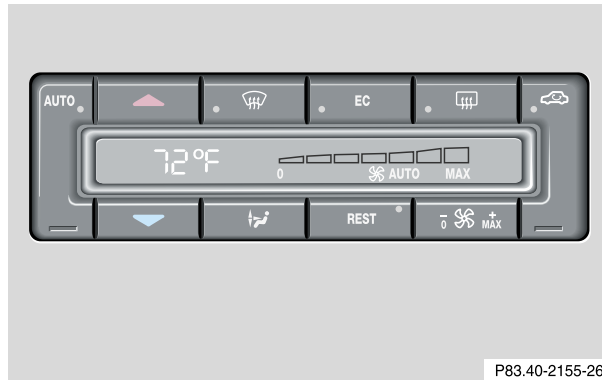 AUTO EC
72°F
0 AUTO MAX
REST - 0 + MAX
P83.40-2155-26